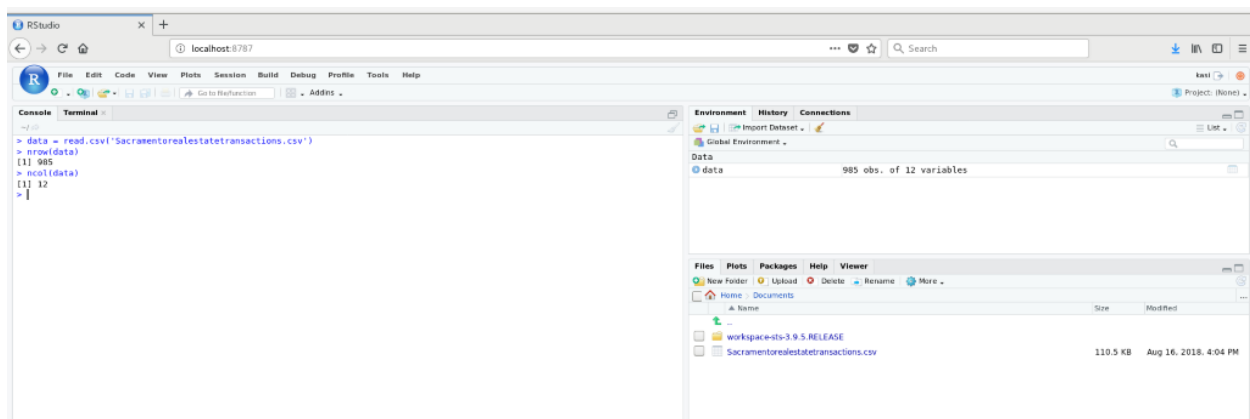 RStudio
localhost:8787
Search
R
File Edit Code View Plots Session Build Debug Profile Tools Help
kasi
Go to file/function Addins
Project: (None)
Console Terminal
~/
> data = read.csv('Sacramentorealestatetransactions.csv')
> nrow(data)
[1] 985
> ncol(data)
[1] 12
>
Environment History Connections
Import Dataset List
Global Environment
Data
data 985 obs. of 12 variables
Files Plots Packages Help Viewer
New Folder Upload Delete Rename More
Home Documents ...
Name Size Modified
..
workspace-sts-3.9.5.RELEASE
Sacramentorealestatetransactions.csv 110.5 KB Aug 16, 2018, 4:04 PM